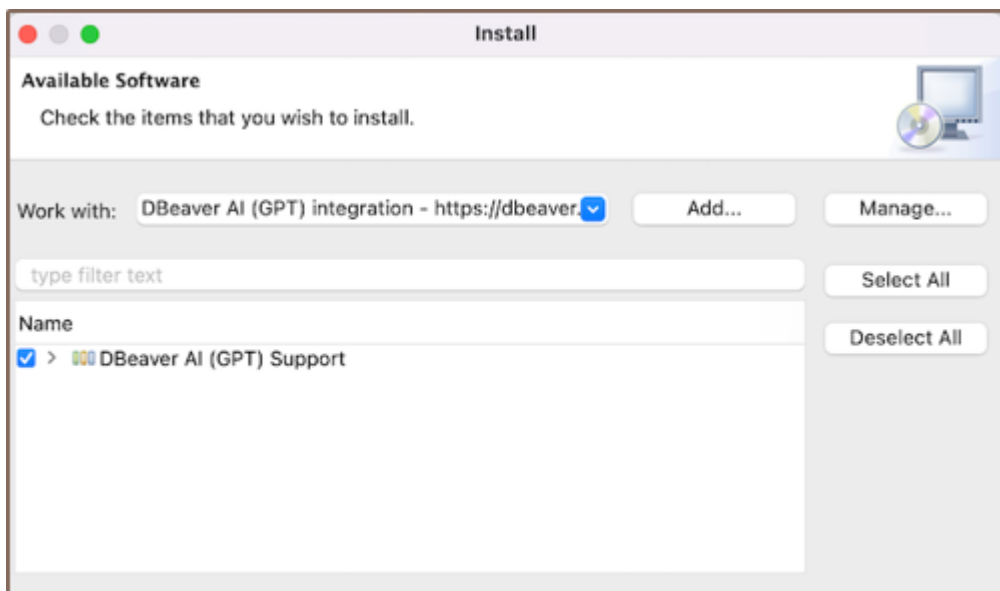 Install
Available Software
Check the items that you wish to install.
Work with: DBeaver AI (GPT) integration - https://dbeaver. Add... Manage...
type filter text Select All
Name
Deselect All
DBeaver AI (GPT) Support